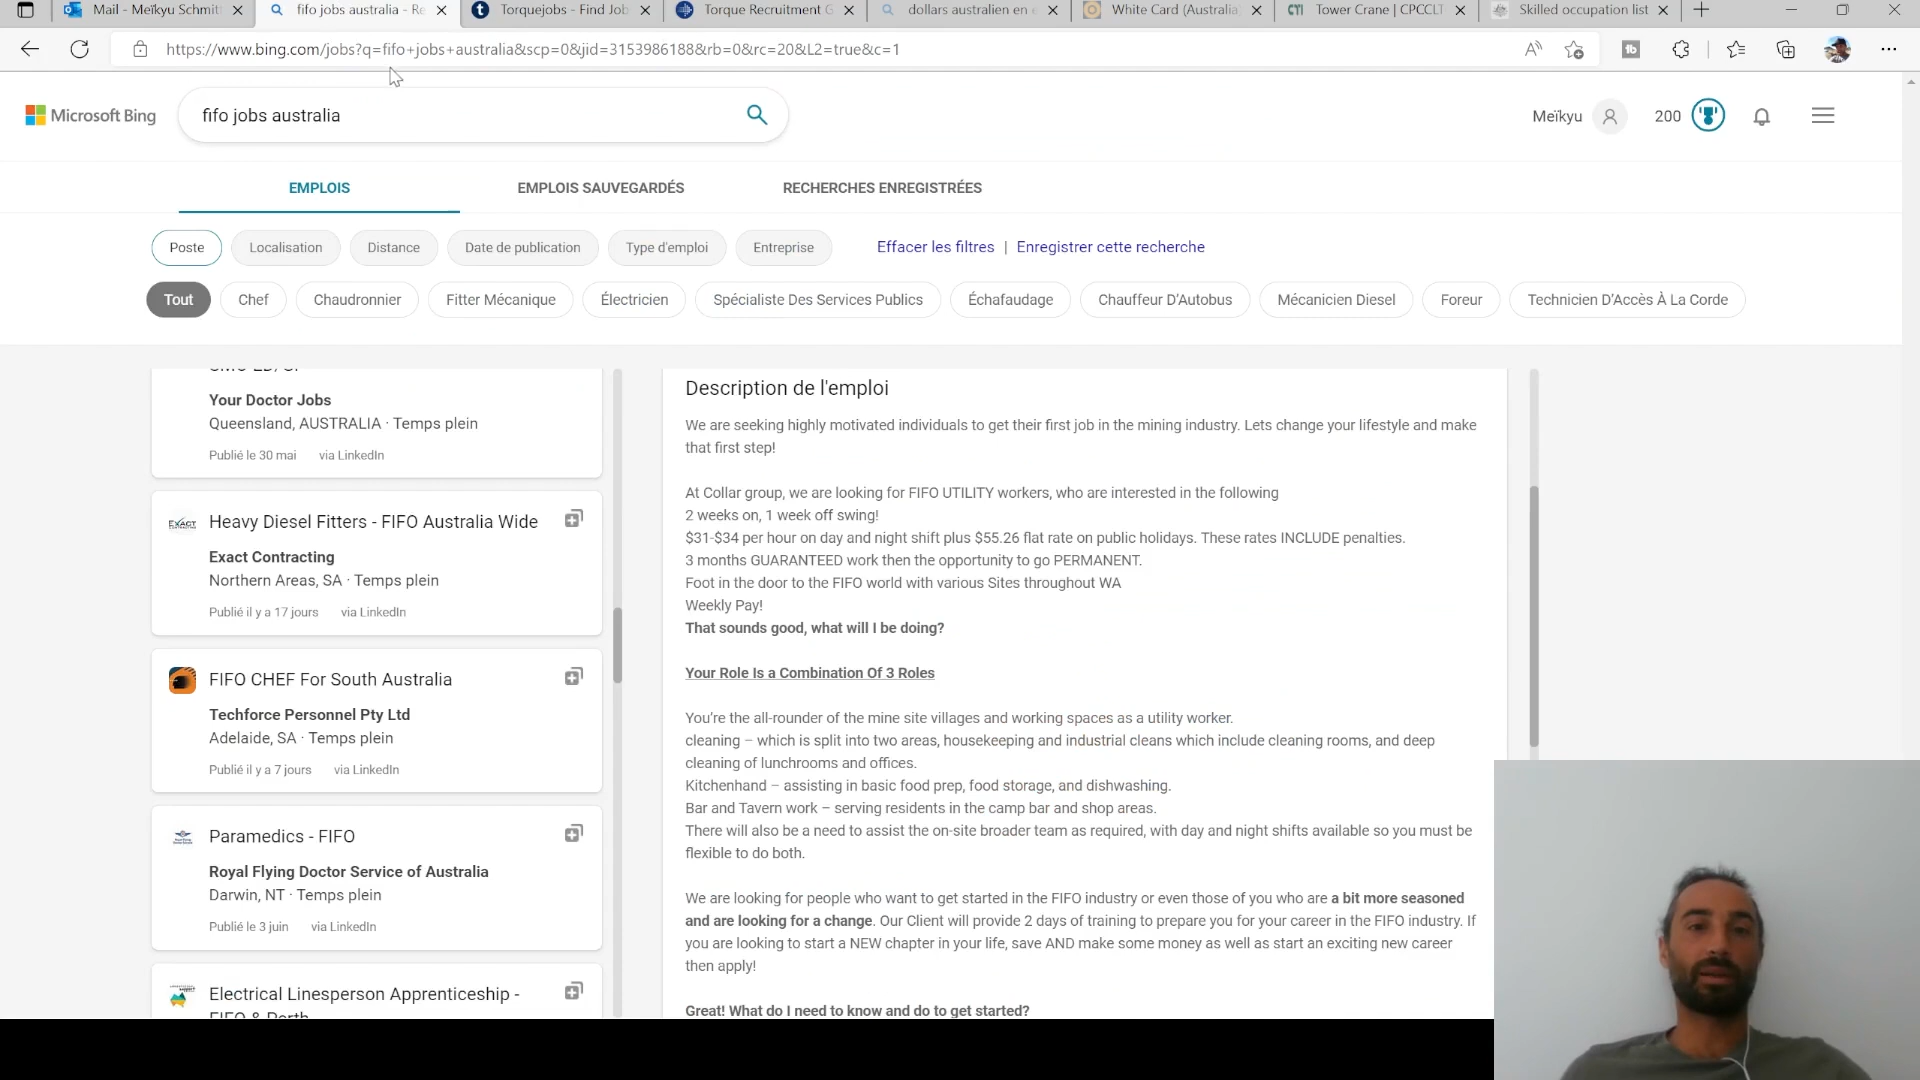 Mail - Meïkyu Schmitt
fifo jobs australia - Re
Torquejobs - Find Job
Torque Recruitment G
dollars australien en e
White Card (Australia)
Tower Crane | CPCCLT
Skilled occupation list
https://www.bing.com/jobs?q=fifo+jobs+australia&scp=0&jid=3153986188&rb=0&rc=20&L2=true&c=1
Microsoft Bing
fifo jobs australia
Meïkyu
200
EMPLOIS
EMPLOIS SAUVEGARDÉS
RECHERCHES ENREGISTRÉES
Poste
Localisation
Distance
Date de publication
Type d'emploi
Entreprise
Effacer les filtres | Enregistrer cette recherche
Tout
Chef
Chaudronnier
Fitter Mécanique
Électricien
Spécialiste Des Services Publics
Échafaudage
Chauffeur D'Autobus
Mécanicien Diesel
Foreur
Technicien D'Accès À La Corde
Your Doctor Jobs
Queensland, AUSTRALIA · Temps plein
Publié le 30 mai via LinkedIn
EXACT
Heavy Diesel Fitters - FIFO Australia Wide
Exact Contracting
Northern Areas, SA · Temps plein
Publié il y a 17 jours via LinkedIn
FIFO CHEF For South Australia
Techforce Personnel Pty Ltd
Adelaide, SA · Temps plein
Publié il y a 7 jours via LinkedIn
Paramedics - FIFO
Royal Flying Doctor Service of Australia
Darwin, NT · Temps plein
Publié le 3 juin via LinkedIn
Electrical Linesperson Apprenticeship -
FIFO & Perth
Description de l'emploi
We are seeking highly motivated individuals to get their first job in the mining industry. Lets change your lifestyle and make
that first step!
At Collar group, we are looking for FIFO UTILITY workers, who are interested in the following
2 weeks on, 1 week off swing!
$31-$34 per hour on day and night shift plus $55.26 flat rate on public holidays. These rates INCLUDE penalties.
3 months GUARANTEED work then the opportunity to go PERMANENT.
Foot in the door to the FIFO world with various Sites throughout WA
Weekly Pay!
That sounds good, what will I be doing?
Your Role Is a Combination Of 3 Roles
You're the all-rounder of the mine site villages and working spaces as a utility worker.
cleaning – which is split into two areas, housekeeping and industrial cleans which include cleaning rooms, and deep
cleaning of lunchrooms and offices.
Kitchenhand – assisting in basic food prep, food storage, and dishwashing.
Bar and Tavern work – serving residents in the camp bar and shop areas.
There will also be a need to assist the on-site broader team as required, with day and night shifts available so you must be
flexible to do both.
We are looking for people who want to get started in the FIFO industry or even those of you who are a bit more seasoned
and are looking for a change. Our Client will provide 2 days of training to prepare you for your career in the FIFO industry. If
you are looking to start a NEW chapter in your life, save AND make some money as well as start an exciting new career
then apply!
Great! What do I need to know and do to get started?